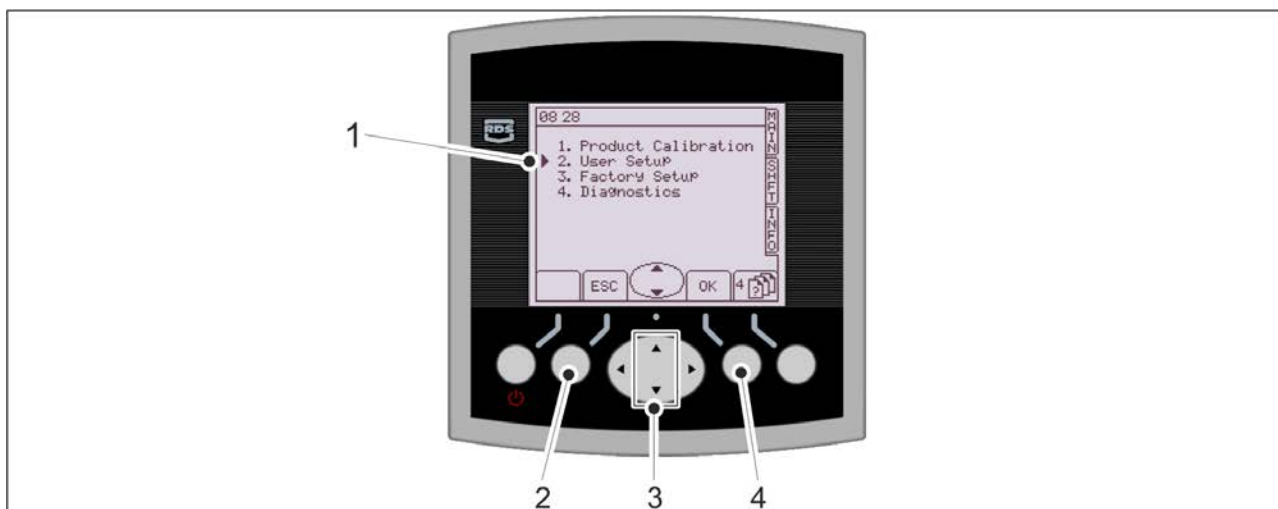 RDS
08 28
MAIN
SHFT
INFO
1. Product Calibration
2. User Setup
3. Factory Setup
4. Diagnostics
ESC
OK
4
?
1
2
3
4